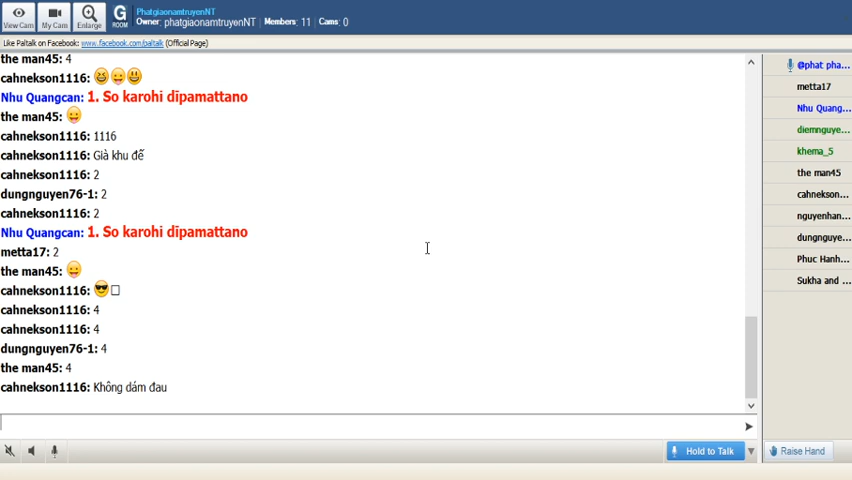 View Cam
My Cam
Enlarge
G
ROOM
PhatgiaonamtruyenNT
Owner: phatgiaonamtruyenNT Members: 11 Cams: 0
Like Paltalk on Facebook: www.facebook.com/paltalk (Official Page)
the man45: 4
cahnekson1116:
Nhu Quangcan: 1. So karohi dīpamattano
the man45:
cahnekson1116: 1116
cahnekson1116: Già khu đế
cahnekson1116: 2
dungnguyen76-1: 2
cahnekson1116: 2
Nhu Quangcan: 1. So karohi dīpamattano
metta17: 2
the man45:
cahnekson1116:
cahnekson1116: 4
cahnekson1116: 4
dungnguyen76-1: 4
the man45: 4
cahnekson1116: Không dám đau
@phat pha...
metta17
Nhu Quang...
diemnguye...
khema_5
the man45
cahnekson...
nguyenhan...
dungnguye...
Phuc Hanh...
Sukha and ...
Hold to Talk
Raise Hand